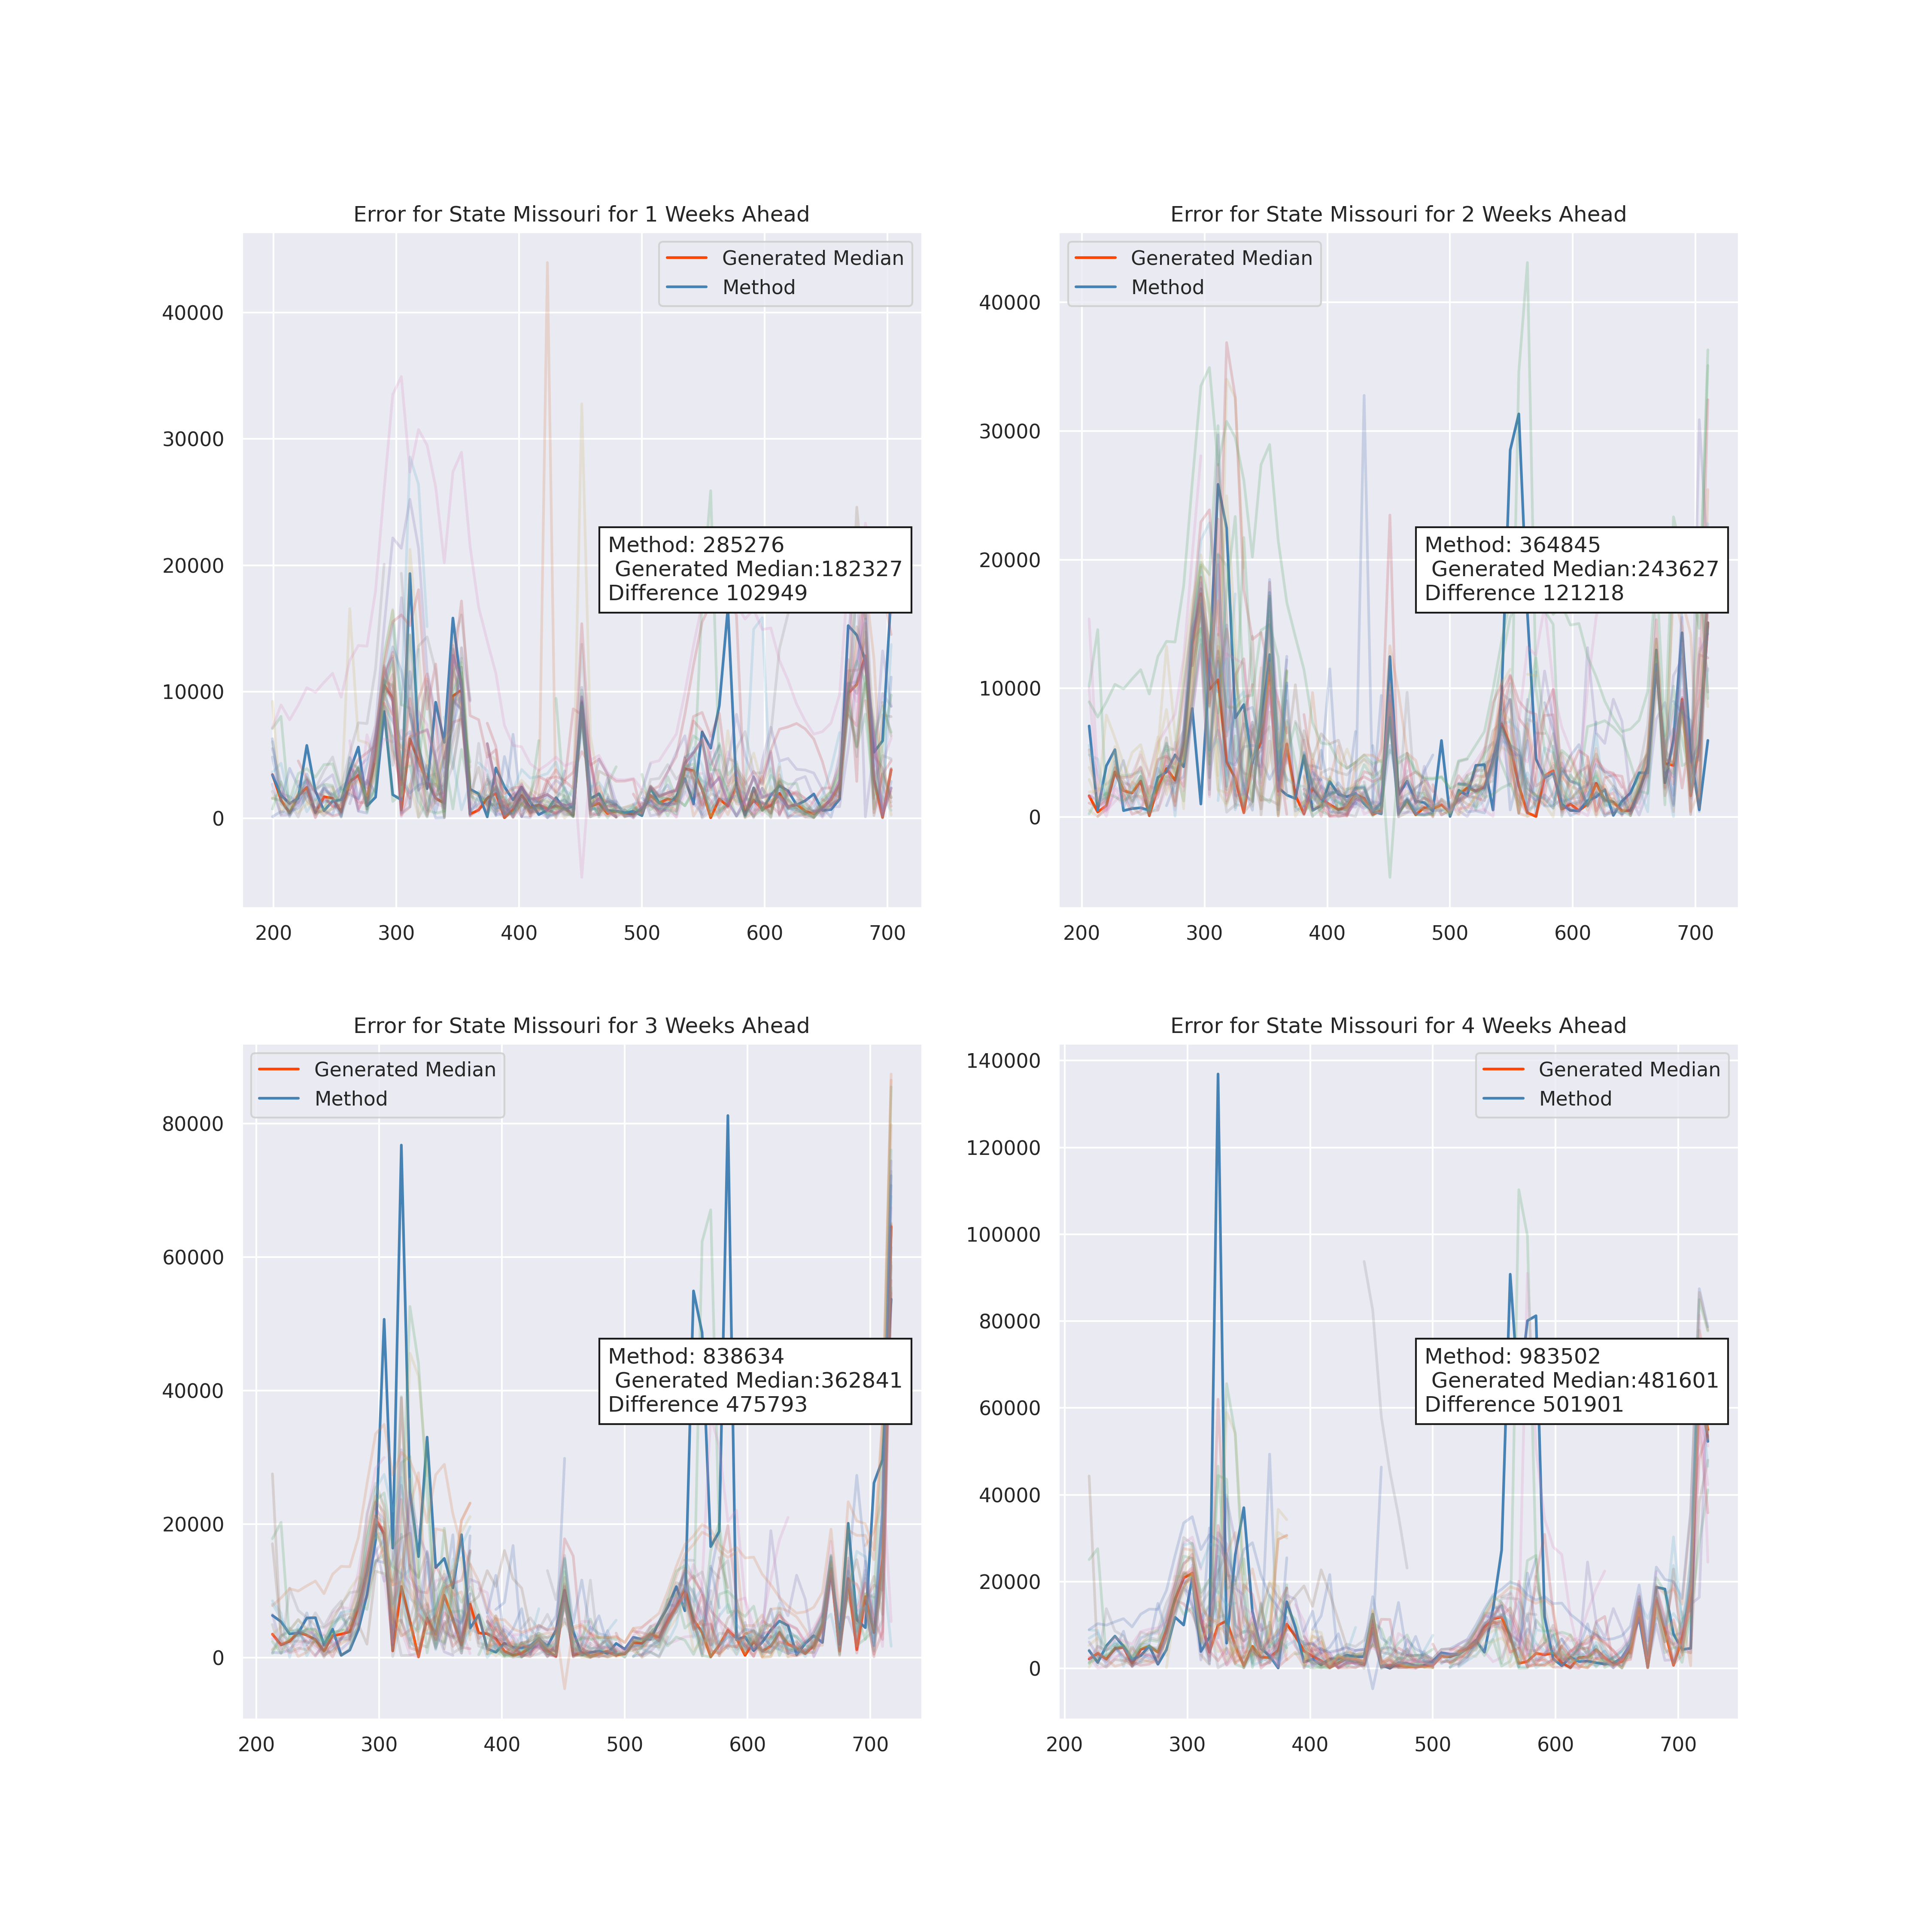 Error for State Missouri for 1 Weeks Ahead
Generated Median
Method
40000
30000
20000
10000
0
Method: 285276
Generated Median:182327
Difference 102949
200 300 400 500 600 700
Error for State Missouri for 2 Weeks Ahead
Generated Median
Method
40000
30000
20000
10000
0
Method: 364845
Generated Median:243627
Difference 121218
200 300 400 500 600 700
Error for State Missouri for 3 Weeks Ahead
Generated Median
Method
80000
60000
40000
20000
0
Method: 838634
Generated Median:362841
Difference 475793
200 300 400 500 600 700
Error for State Missouri for 4 Weeks Ahead
Generated Median
Method
140000
120000
100000
80000
60000
40000
20000
0
Method: 983502
Generated Median:481601
Difference 501901
200 300 400 500 600 700